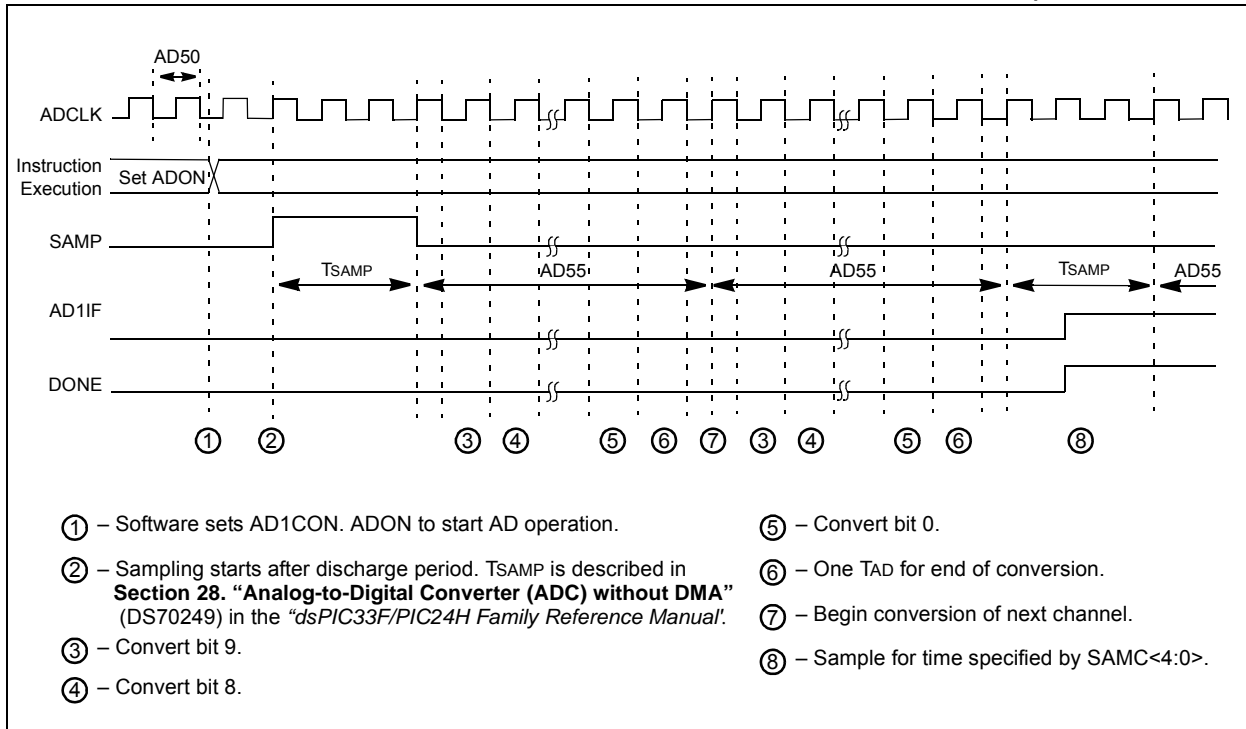 AD50
ADCLK
Instruction
Execution
Set ADON
SAMP
TSAMP
AD55
AD55
TSAMP
AD55
AD1IF
DONE
1
2
3
4
5
6
7
3
4
5
6
8
1 – Software sets AD1CON. ADON to start AD operation.
2 – Sampling starts after discharge period. TSAMP is described in
Section 28. “Analog-to-Digital Converter (ADC) without DMA”
(DS70249) in the “dsPIC33F/PIC24H Family Reference Manual'.
3 – Convert bit 9.
4 – Convert bit 8.
5 – Convert bit 0.
6 – One TAD for end of conversion.
7 – Begin conversion of next channel.
8 – Sample for time specified by SAMC<4:0>.